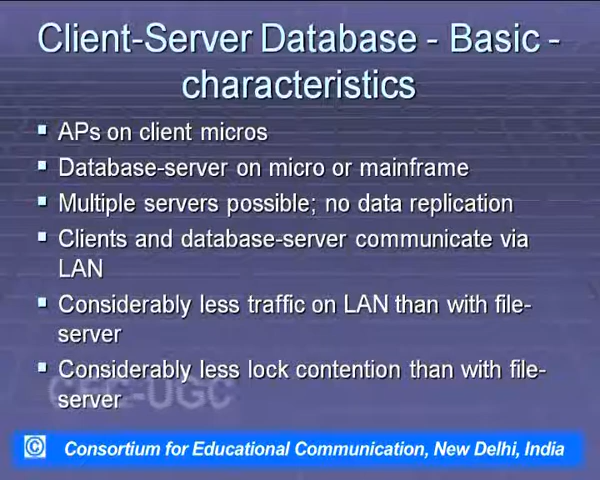 Client-Server Database - Basic -
characteristics
▪ APs on client micros
▪ Database-server on micro or mainframe
▪ Multiple servers possible; no data replication
▪ Clients and database-server communicate via
LAN
▪ Considerably less traffic on LAN than with file-
server
▪ Considerably less lock contention than with file-
server
CEC-UGC
© Consortium for Educational Communication, New Delhi, India